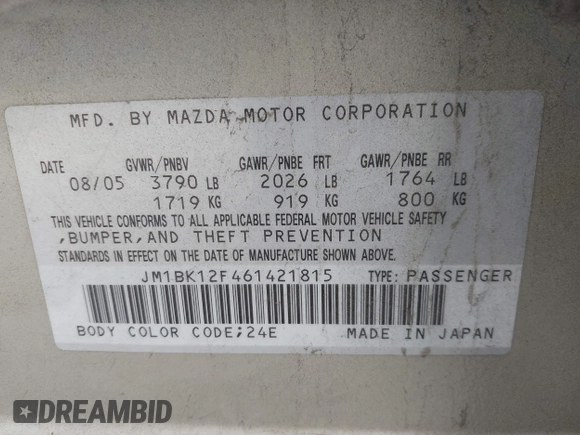 MFD. BY MAZDA MOTOR CORPORATION
DATE GVWR/PNBV GAWR/PNBE FRT GAWR/PNBE RR
08/05 3790 LB 2026 LB 1764 LB
1719 KG 919 KG 800 KG
THIS VEHICLE CONFORMS TO ALL APPLICABLE FEDERAL MOTOR VEHICLE SAFETY
,BUMPER,AND THEFT PREVENTION
STANDARDS IN EFFECT ON THE DATE OF MANUFACTURE SHOWN ABOVE.
JM1BK12F461421815 TYPE: PASSENGER
BODY COLOR CODE;24E MADE IN JAPAN
DREAMBID